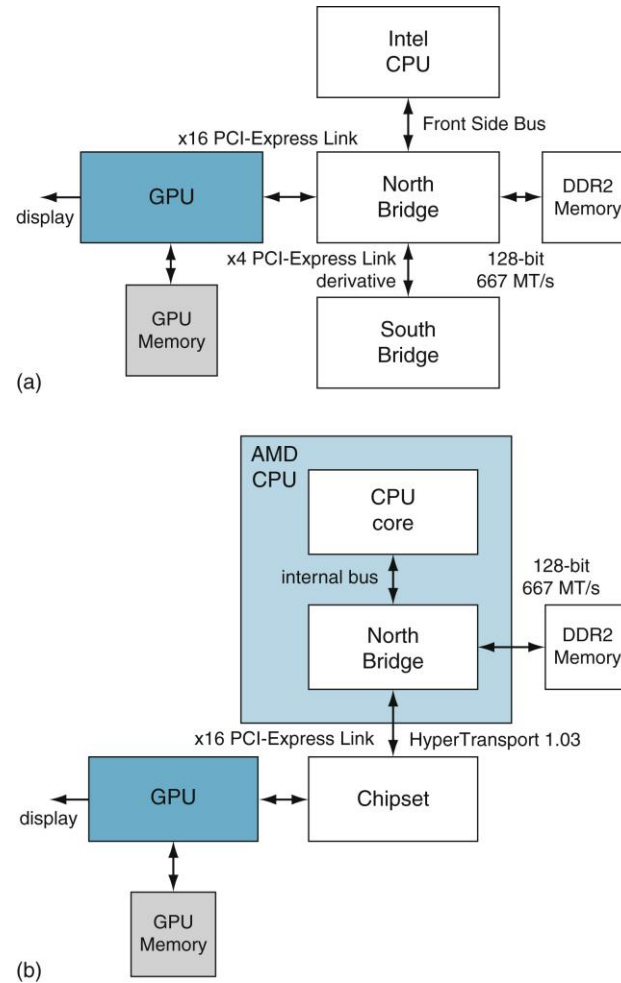 Intel
CPU
Front Side Bus
x16 PCI-Express Link
GPU
North
Bridge
DDR2
Memory
display
x4 PCI-Express Link
derivative
128-bit
667 MT/s
GPU
Memory
South
Bridge
(a)
AMD
CPU
CPU
core
internal bus
128-bit
667 MT/s
North
Bridge
DDR2
Memory
x16 PCI-Express Link
HyperTransport 1.03
GPU
Chipset
display
GPU
Memory
(b)